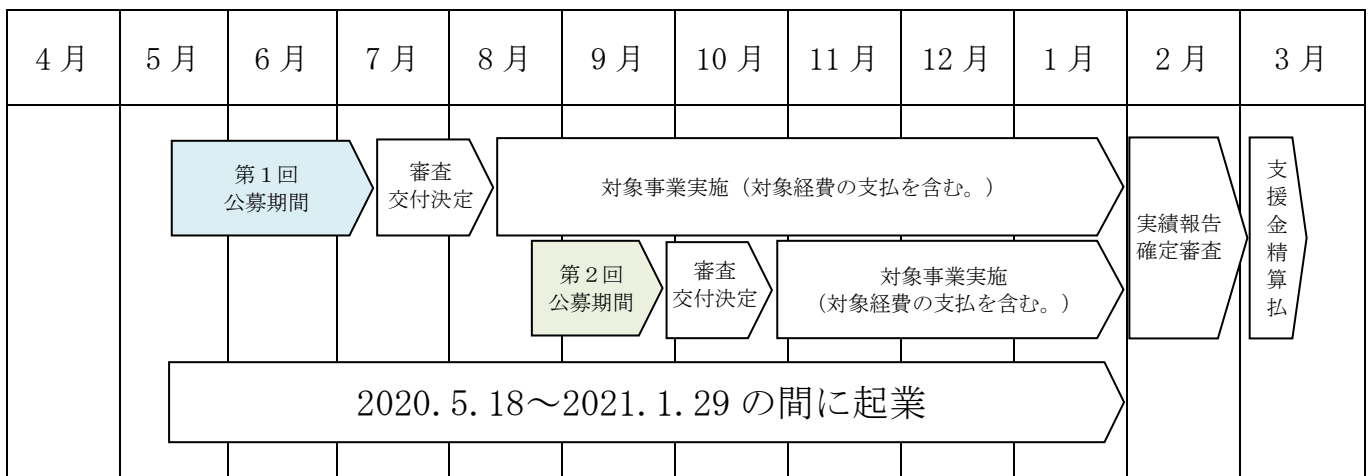 4月 5月 6月 7月 8月 9月 10月 11月 12月 1月 2月 3月
第1回
公募期間
審査
交付決定
対象事業実施（対象経費の支払を含む。）
第2回
公募期間
審査
交付決定
対象事業実施
（対象経費の支払を含む。）
実績報告
確定審査
支援金精算払
2020.5.18～2021.1.29の間に起業